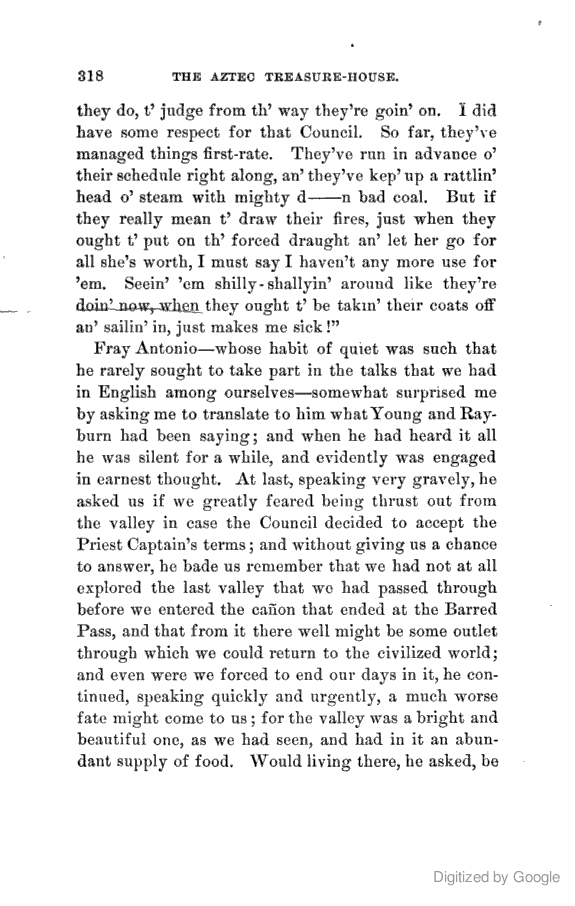 318 THE AZTEC TREASURE-HOUSE.
they do, t' judge from th' way they're goin' on. I did
have some respect for that Council. So far, they've
managed things first-rate. They've run in advance o'
their schedule right along, an' they've kep' up a rattlin'
head o' steam with mighty d——n bad coal. But if
they really mean t' draw their fires, just when they
ought t' put on th' forced draught an' let her go for
all she's worth, I must say I haven't any more use for
'em. Seein' 'em shilly-shallyin' around like they're
doin' now, when they ought t' be takin' their coats off
an' sailin' in, just makes me sick!"
Fray Antonio—whose habit of quiet was such that
he rarely sought to take part in the talks that we had
in English among ourselves—somewhat surprised me
by asking me to translate to him what Young and Ray-
burn had been saying; and when he had heard it all
he was silent for a while, and evidently was engaged
in earnest thought. At last, speaking very gravely, he
asked us if we greatly feared being thrust out from
the valley in case the Council decided to accept the
Priest Captain's terms; and without giving us a chance
to answer, he bade us remember that we had not at all
explored the last valley that we had passed through
before we entered the cañon that ended at the Barred
Pass, and that from it there well might be some outlet
through which we could return to the civilized world;
and even were we forced to end our days in it, he con-
tinued, speaking quickly and urgently, a much worse
fate might come to us; for the valley was a bright and
beautiful one, as we had seen, and had in it an abun-
dant supply of food. Would living there, he asked, be
Digitized by Google